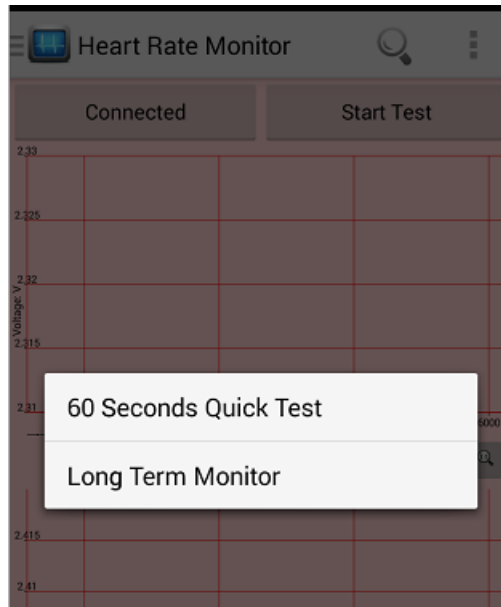 Heart Rate Monitor
Connected
Start Test
2.33
2.325
2.32
Voltage: V
2.315
60 Seconds Quick Test
2.31
6000
Long Term Monitor
2.415
2.41